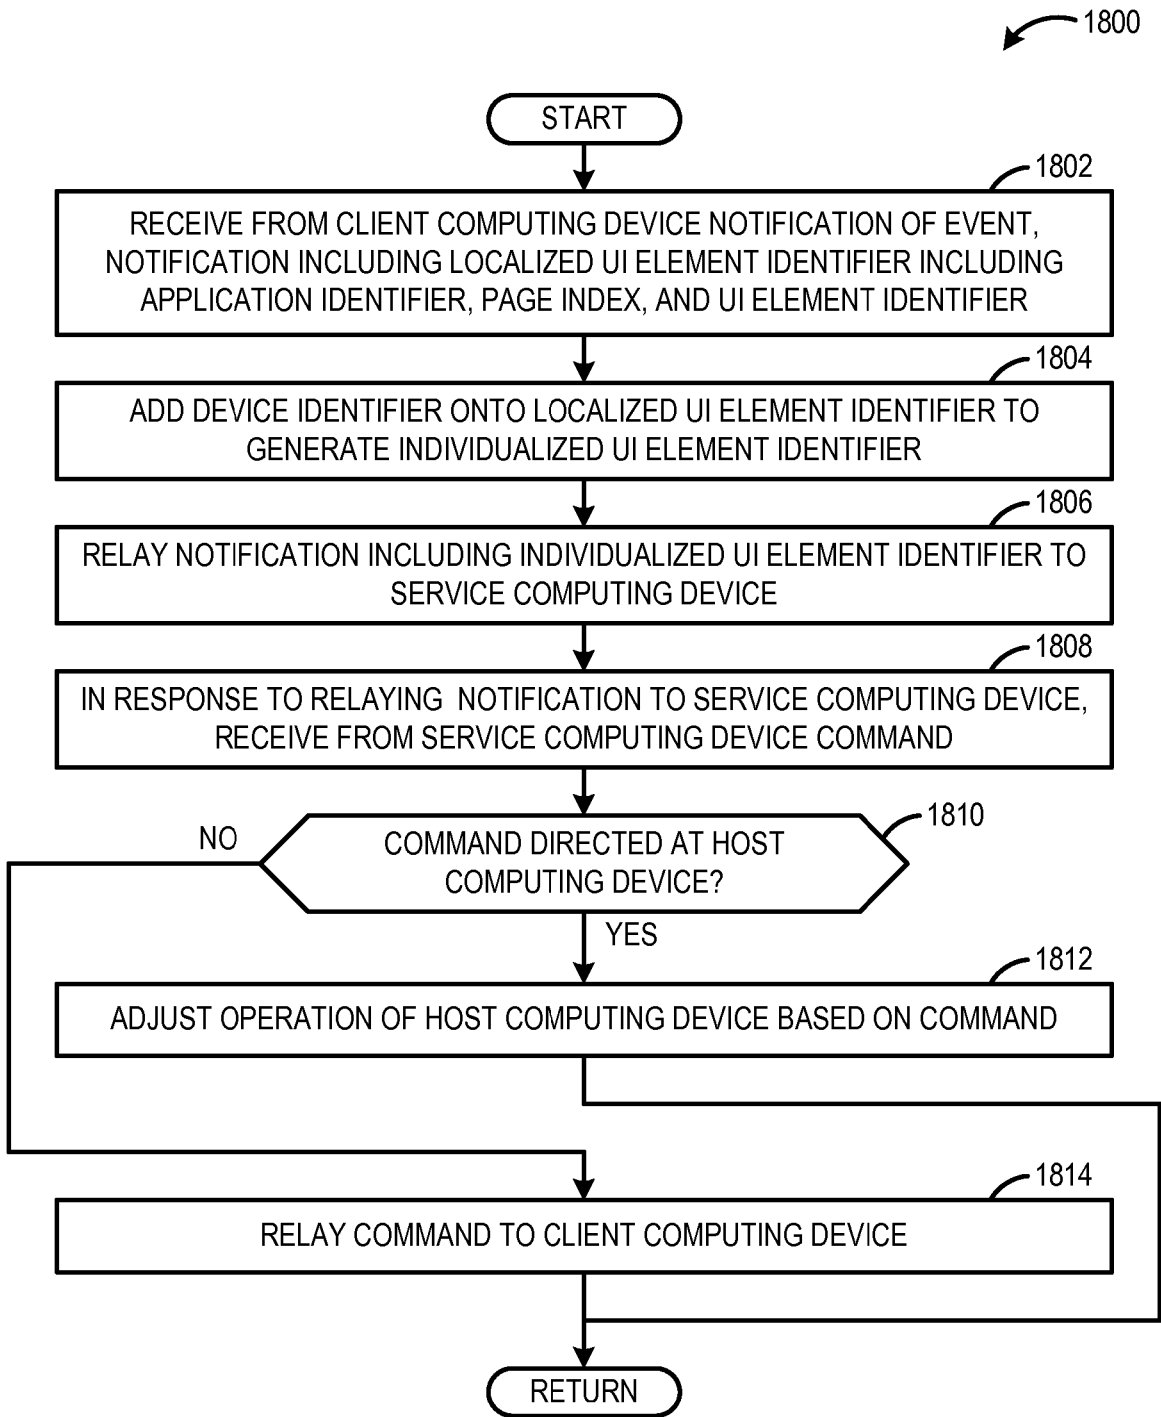 1800
START
1802
RECEIVE FROM CLIENT COMPUTING DEVICE NOTIFICATION OF EVENT,
NOTIFICATION INCLUDING LOCALIZED UI ELEMENT IDENTIFIER INCLUDING
APPLICATION IDENTIFIER, PAGE INDEX, AND UI ELEMENT IDENTIFIER
1804
ADD DEVICE IDENTIFIER ONTO LOCALIZED UI ELEMENT IDENTIFIER TO
GENERATE INDIVIDUALIZED UI ELEMENT IDENTIFIER
1806
RELAY NOTIFICATION INCLUDING INDIVIDUALIZED UI ELEMENT IDENTIFIER TO
SERVICE COMPUTING DEVICE
1808
IN RESPONSE TO RELAYING NOTIFICATION TO SERVICE COMPUTING DEVICE,
RECEIVE FROM SERVICE COMPUTING DEVICE COMMAND
1810
NO
COMMAND DIRECTED AT HOST
COMPUTING DEVICE?
YES
1812
ADJUST OPERATION OF HOST COMPUTING DEVICE BASED ON COMMAND
1814
RELAY COMMAND TO CLIENT COMPUTING DEVICE
RETURN